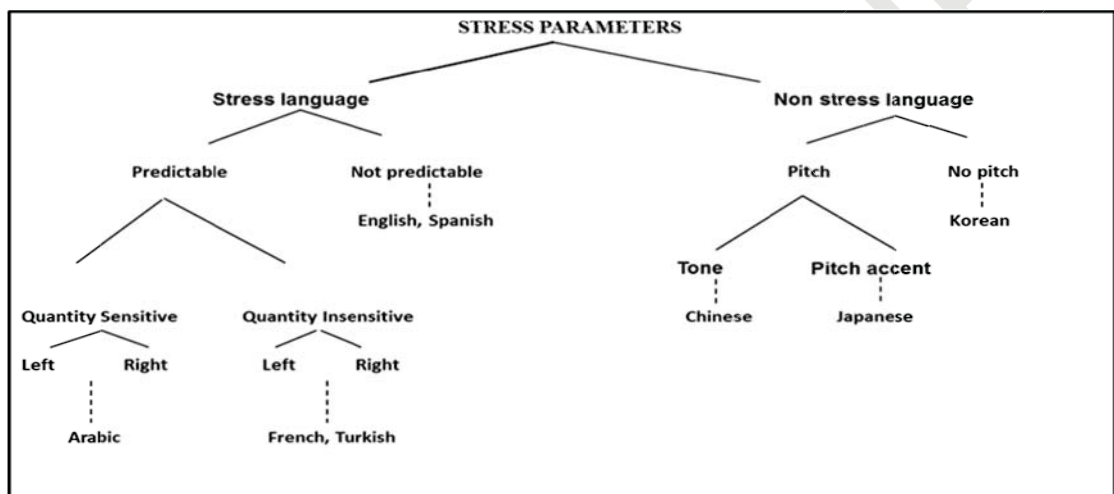 STRESS PARAMETERS
Stress language Non stress language
Predictable Not predictable Pitch No pitch
English, Spanish Korean
Tone Pitch accent
Quantity Sensitive Quantity Insensitive Chinese Japanese
Left Right Left Right
Arabic French, Turkish